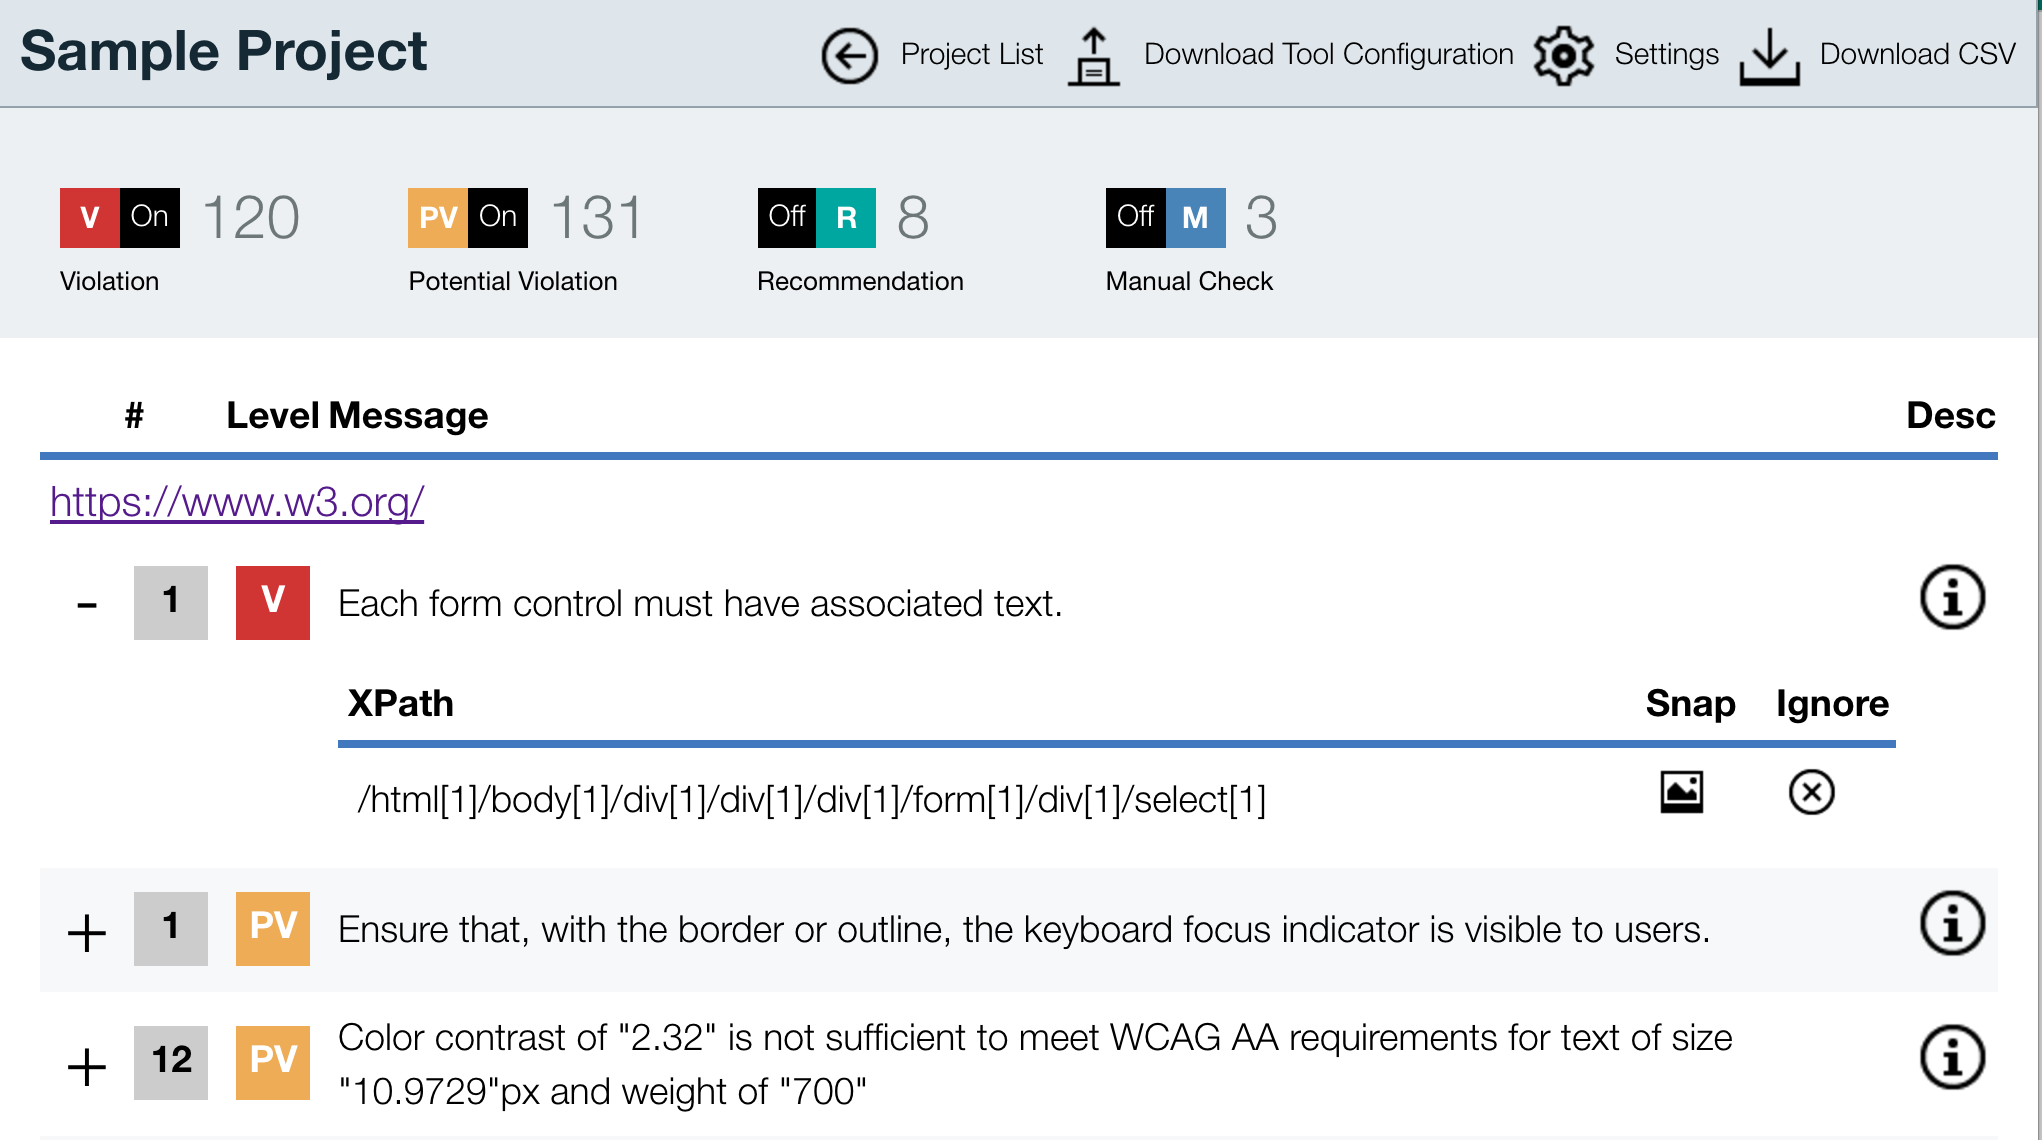 Sample Project
Project List
Download Tool Configuration
Settings
Download CSV
V On 120
PV On 131
Off R 8
Off M 3
Violation
Potential Violation
Recommendation
Manual Check
# Level Message Desc
https://www.w3.org/
- 1 V Each form control must have associated text.
XPath Snap Ignore
/html[1]/body[1]/div[1]/div[1]/div[1]/form[1]/div[1]/select[1]
+ 1 PV Ensure that, with the border or outline, the keyboard focus indicator is visible to users.
+ 12 PV Color contrast of "2.32" is not sufficient to meet WCAG AA requirements for text of size
"10.9729"px and weight of "700"